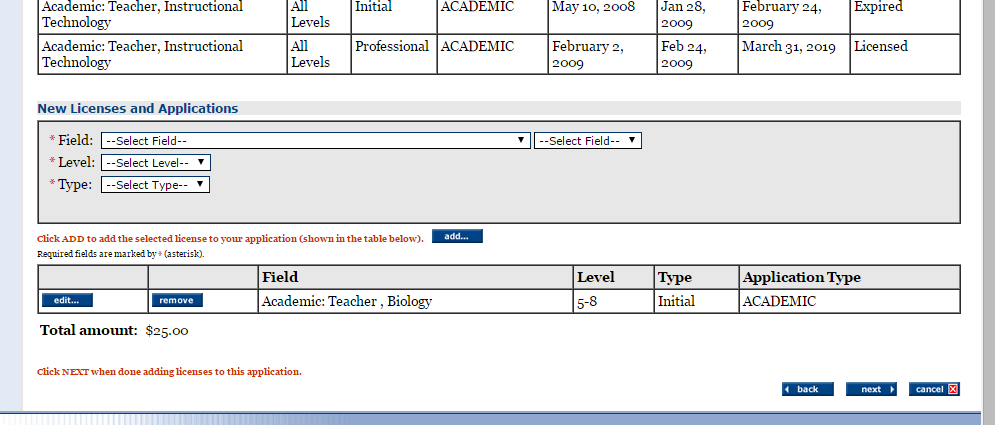 Academic: Teacher, Instructional Technology All Levels Initial ACADEMIC May 10, 2008 Jan 28, 2009 February 24, 2009 Expired
Academic: Teacher, Instructional Technology All Levels Professional ACADEMIC February 2, 2009 Feb 24, 2009 March 31, 2019 Licensed
New Licenses and Applications
* Field: --Select Field-- --Select Field--
* Level: --Select Level--
* Type: --Select Type--
Click ADD to add the selected license to your application (shown in the table below). add...
Required fields are marked by * (asterisk).
Field Level Type Application Type
edit... remove Academic: Teacher , Biology 5-8 Initial ACADEMIC
Total amount: $25.00
Click NEXT when done adding licenses to this application.
back next cancel